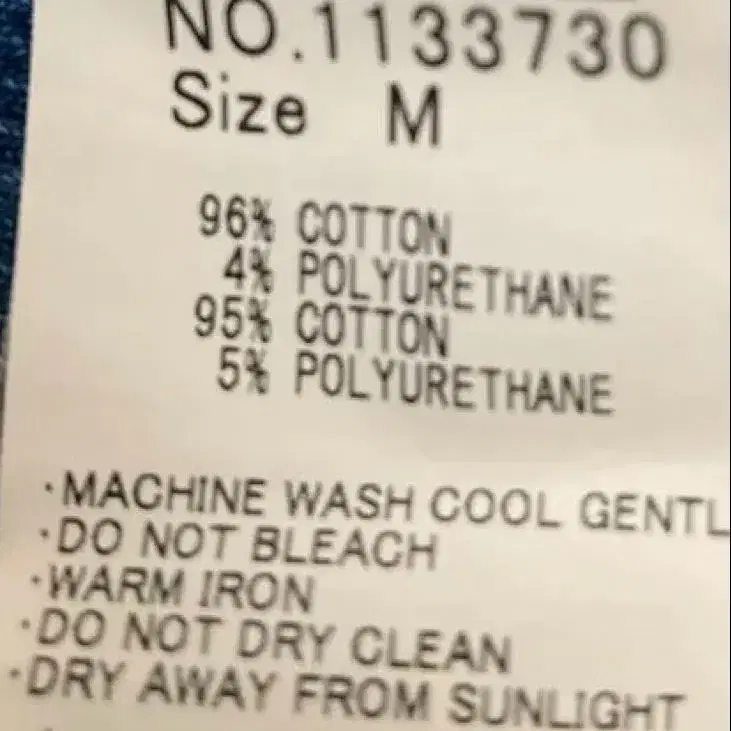 NO.1133730
Size M
96% COTTON
4% POLYURETHANE
95% COTTON
5% POLYURETHANE
·MACHINE WASH COOL GENTL
·DO NOT BLEACH
·WARM IRON
·DO NOT DRY CLEAN
·DRY AWAY FROM SUNLIGHT